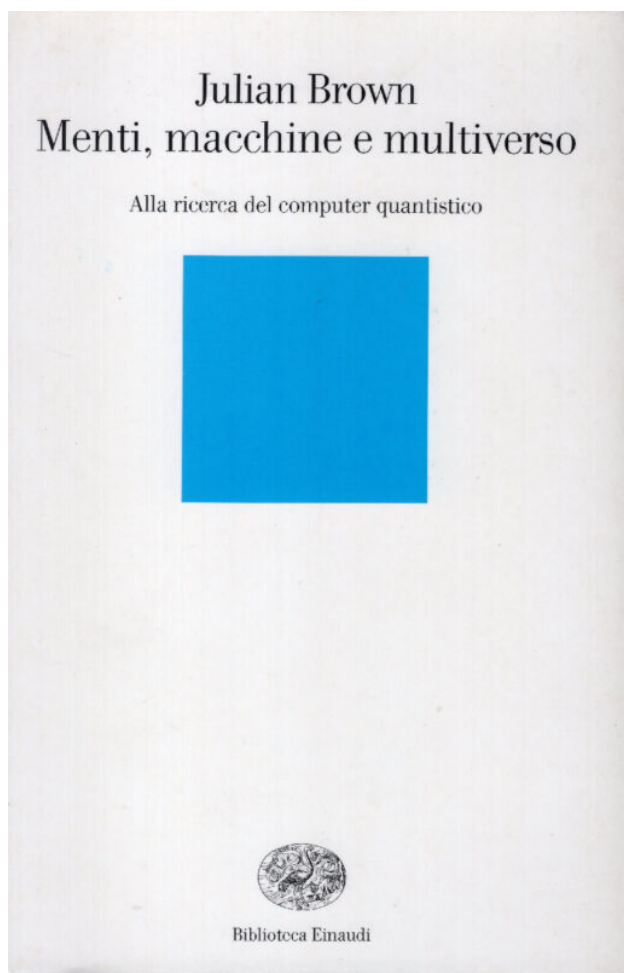 Julian Brown
Menti, macchine e multiverso
Alla ricerca del computer quantistico
Biblioteca Einaudi